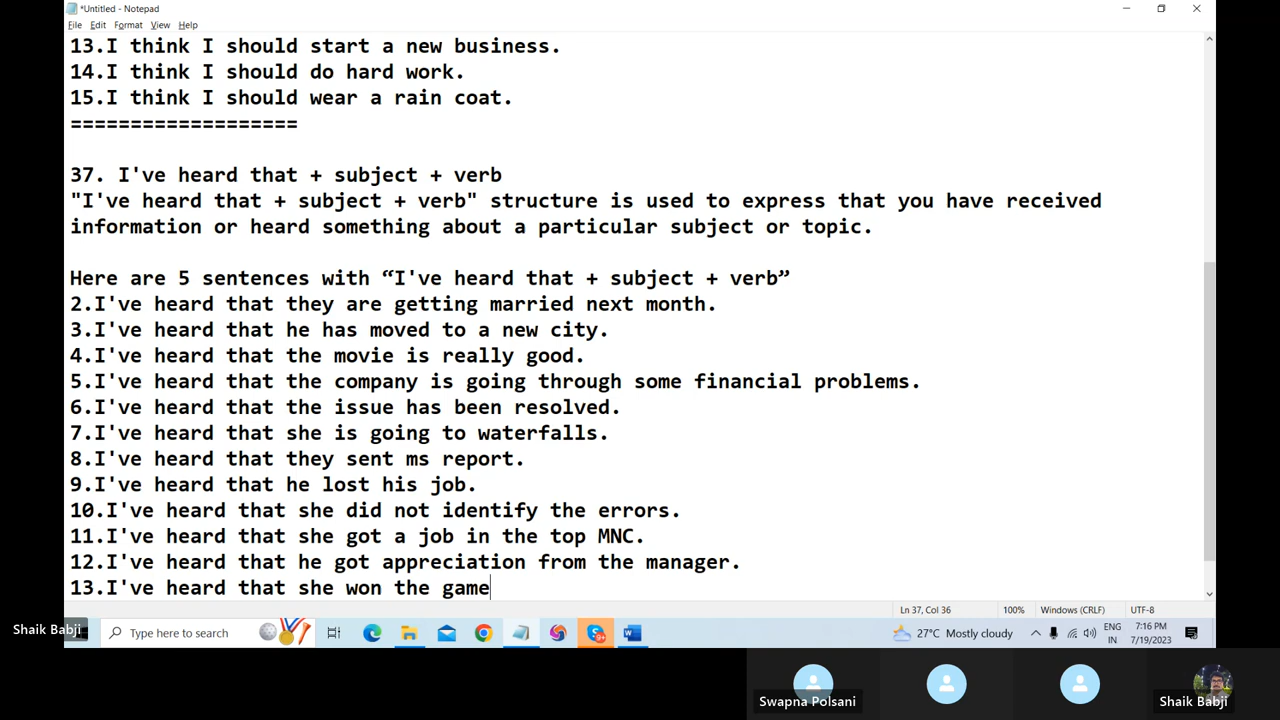 *Untitled - Notepad
File Edit Format View Help
13.I think I should start a new business.
14.I think I should do hard work.
15.I think I should wear a rain coat.
===================
37. I've heard that + subject + verb
"I've heard that + subject + verb" structure is used to express that you have received
information or heard something about a particular subject or topic.
Here are 5 sentences with “I've heard that + subject + verb”
2.I've heard that they are getting married next month.
3.I've heard that he has moved to a new city.
4.I've heard that the movie is really good.
5.I've heard that the company is going through some financial problems.
6.I've heard that the issue has been resolved.
7.I've heard that she is going to waterfalls.
8.I've heard that they sent ms report.
9.I've heard that he lost his job.
10.I've heard that she did not identify the errors.
11.I've heard that she got a job in the top MNC.
12.I've heard that he got appreciation from the manager.
13.I've heard that she won the game
Ln 37, Col 36 100% Windows (CRLF) UTF-8
Shaik Babji
Type here to search
27°C Mostly cloudy
ENG
IN
7:16 PM
7/19/2023
Swapna Polsani
Shaik Babji